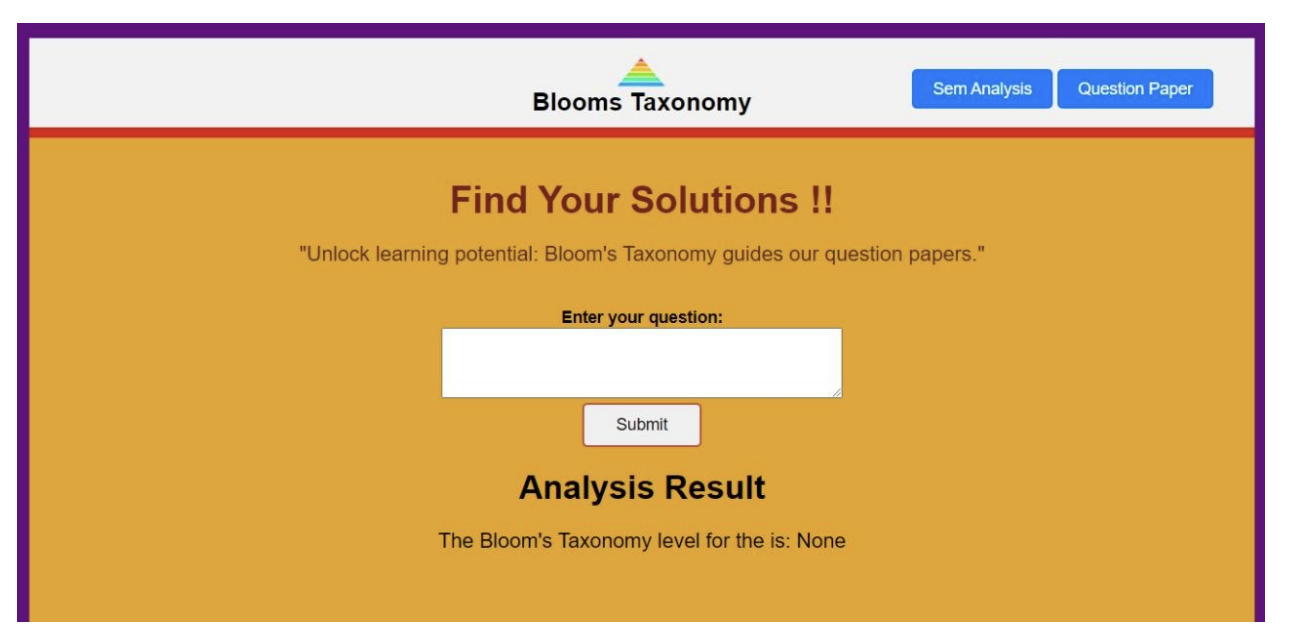 Blooms Taxonomy
Sem Analysis
Question Paper
Find Your Solutions !!
"Unlock learning potential: Bloom's Taxonomy guides our question papers."
Enter your question:
Submit
Analysis Result
The Bloom's Taxonomy level for the is: None